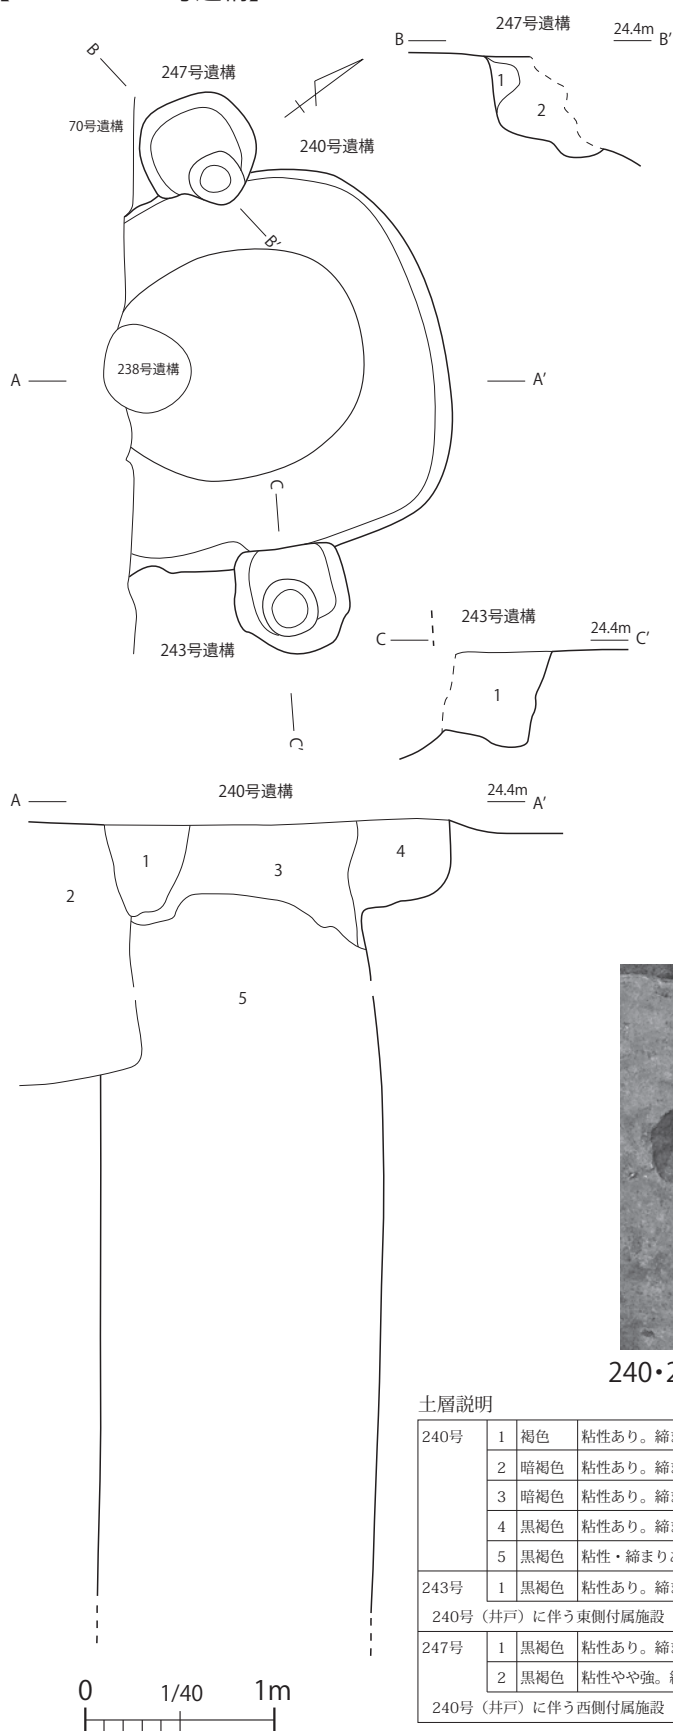 B
247号遺構
70号遺構
240号遺構
B′
A
238号遺構
A′
C
243号遺構
C′
247号遺構
B
24.4m
B′
1
2
243号遺構
C
24.4m
C′
1
240号遺構
A
24.4m
A′
1
2
3
4
5
240•
土層説明
240号 1 褐色 粘性あり。
2 暗褐色 粘性あり。
3 暗褐色 粘性あり。
4 黒褐色 粘性あり。
5 黒褐色 粘性・締まり
243号 1 黒褐色 粘性あり。
240号（井戸）に伴う東側付属施設
247号 1 黒褐色 粘性あり。
2 黒褐色 粘性やや強。
240号（井戸）に伴う西側付属施設
0 1/40 1m